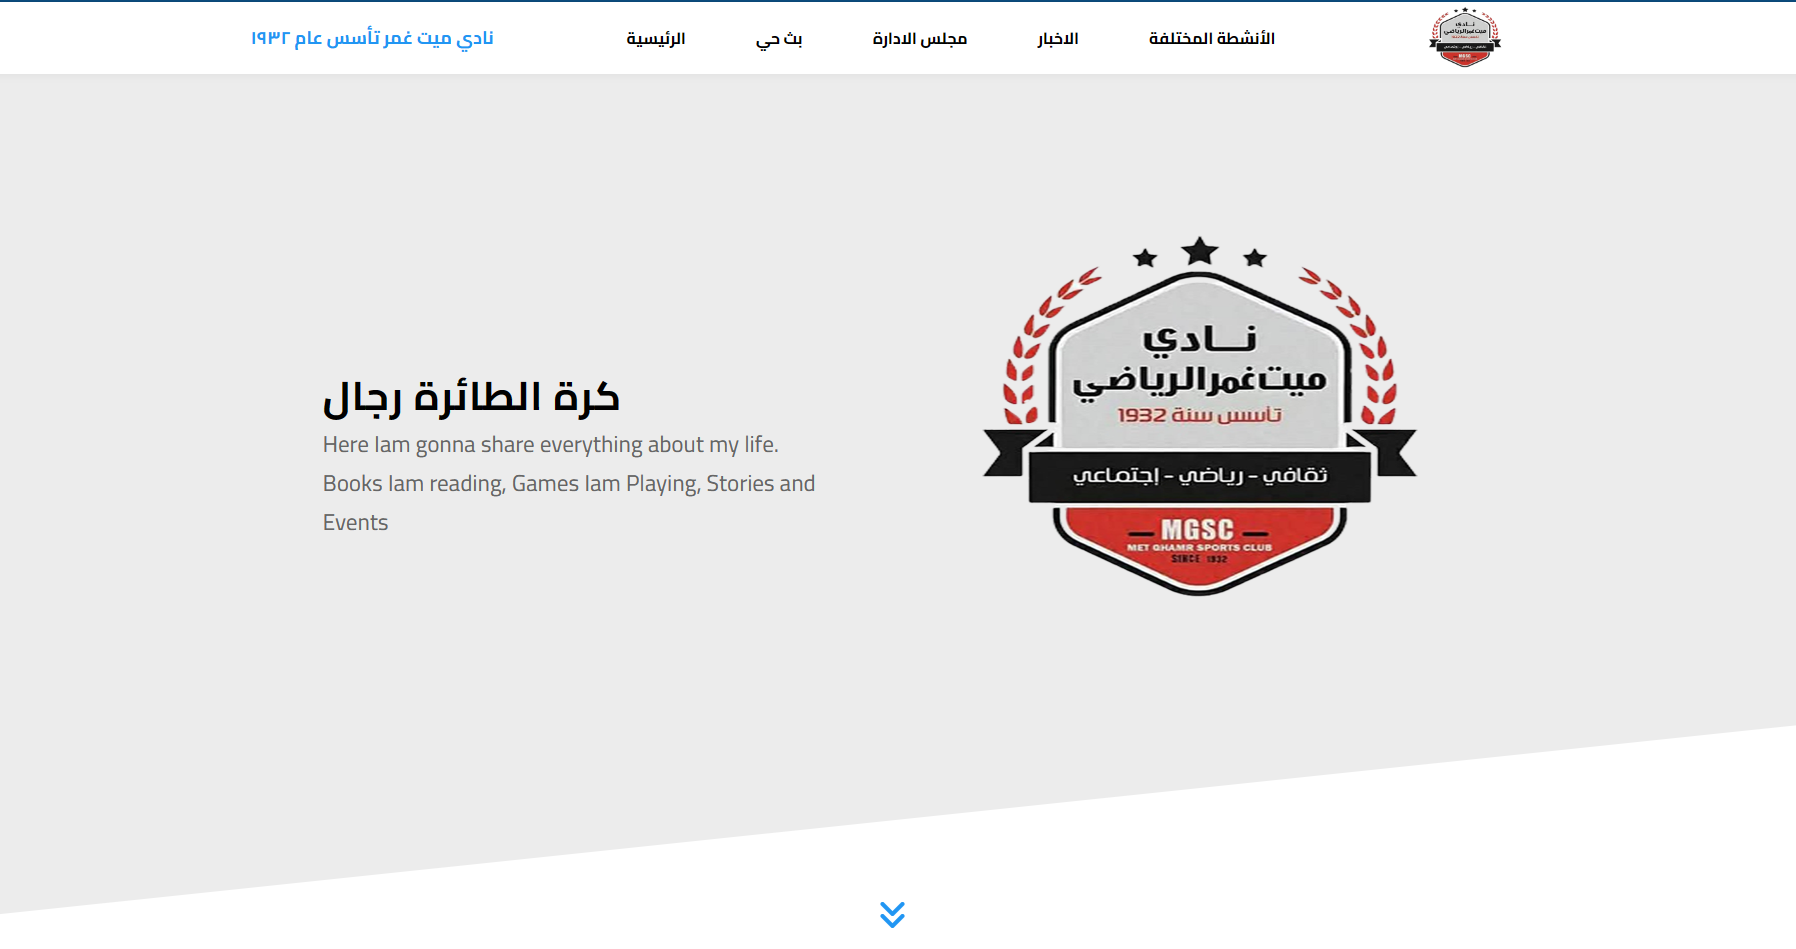 نادي ميت غمر تأسس عام ١٩٣٢
الرئيسية
بث حي
مجلس الادارة
الاخبار
الأنشطة المختلفة
كرة الطائرة رجال
Here Iam gonna share everything about my life.
Books Iam reading, Games Iam Playing, Stories and
Events
نـــادي
ميت غمر الرياضي
تأسس سنة 1932
ثقافي - رياضي - إجتماعي
MGSC
MET GHAMR SPORTS CLUB
SINCE 1932